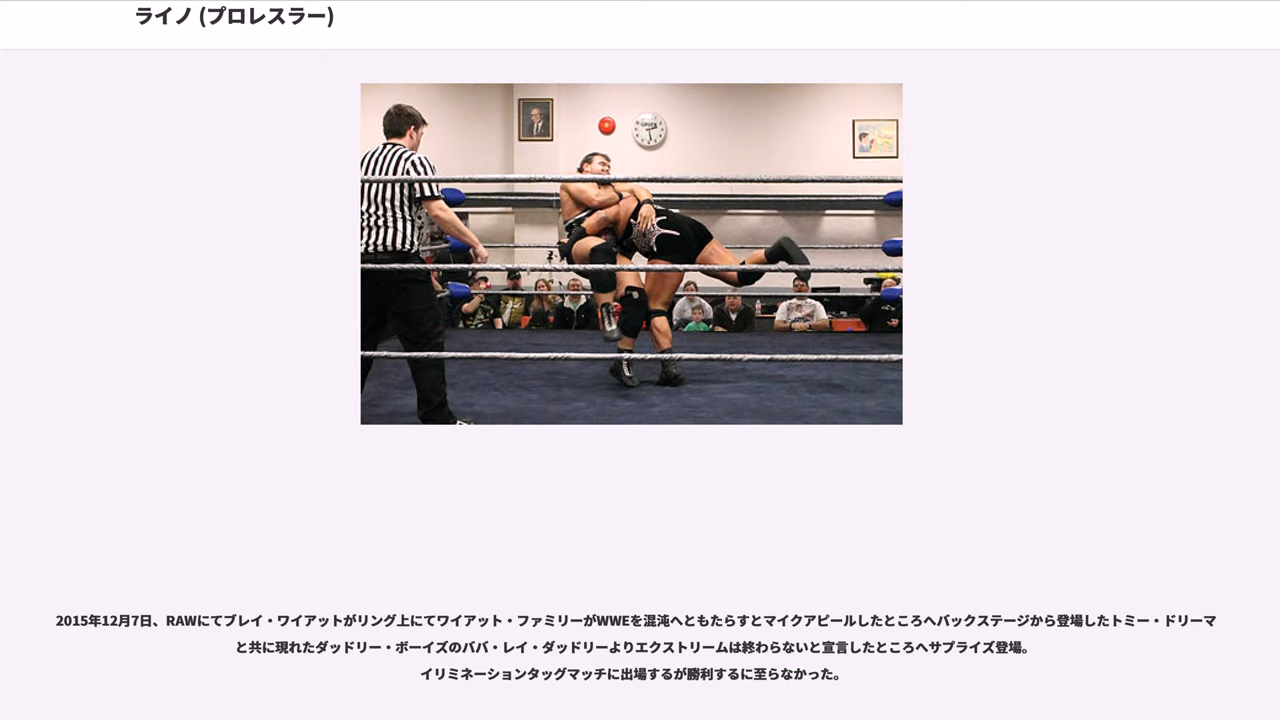 ライノ (プロレスラー)
2015年12月7日、RAWにてブレイ・ワイアットがリング上にてワイアット・ファミリーがWWEを混沌へともたらすとマイクアピールしたところへバックステージから登場したトミー・ドリーマ
と共に現れたダッドリー・ボーイズのババ・レイ・ダッドリーよりエクストリームは終わらないと宣言したところへサプライズ登場。
イリミネーションタッグマッチに出場するが勝利するに至らなかった。